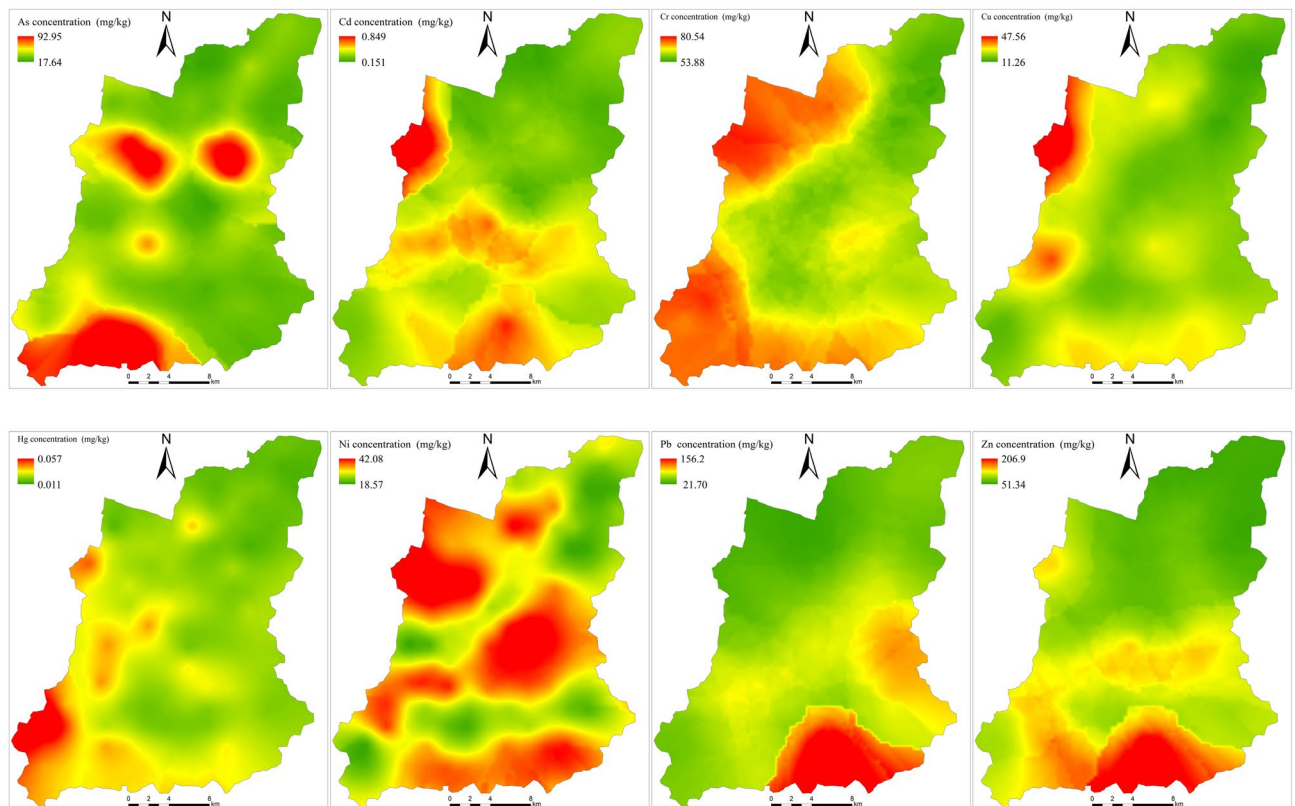 As concentration (mg/kg)
92.95
17.64
N
0 2 4 8
km
Cd concentration (mg/kg)
0.849
0.151
N
0 2 4 8
km
Cr concentration (mg/kg)
80.54
53.88
N
0 2 4 8
km
Cu concentration (mg/kg)
47.56
11.26
N
0 2 4 8
km
Hg concentration (mg/kg)
0.057
0.011
N
0 2 4 8
km
Ni concentration (mg/kg)
42.08
18.57
N
0 2 4 8
km
Pb concentration (mg/kg)
156.2
21.70
N
0 2 4 8
km
Zn concentration (mg/kg)
206.9
51.34
N
0 2 4 8
km